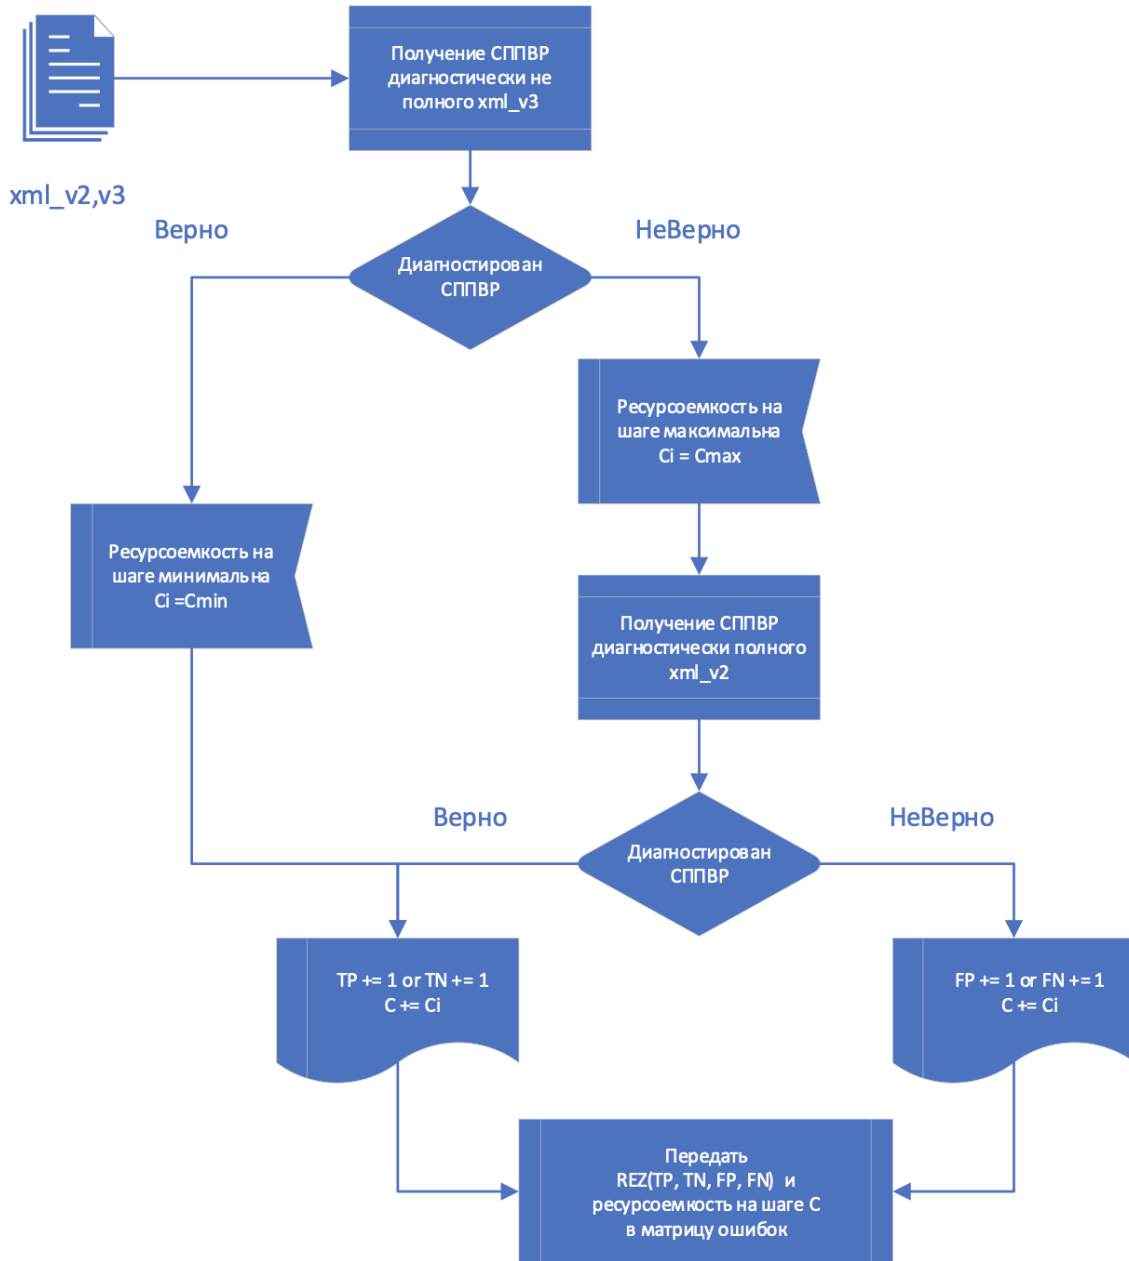 Получение СППВР
диагностически не
полного xml_v3
xml_v2,v3
Верно
НеВерно
Диагностирован
СППВР
Ресурсоемкость на
шаге максимальна
Ci = Cmax
Ресурсоемкость на
шаге минимальна
Ci =Cmin
Получение СППВР
диагностически полного
xml_v2
Верно
НеВерно
Диагностирован
СППВР
TP += 1 or TN += 1
C += Ci
FP += 1 or FN += 1
C += Ci
Передать
REZ(TP, TN, FP, FN) и
ресурсоемкость на шаге С
в матрицу ошибок